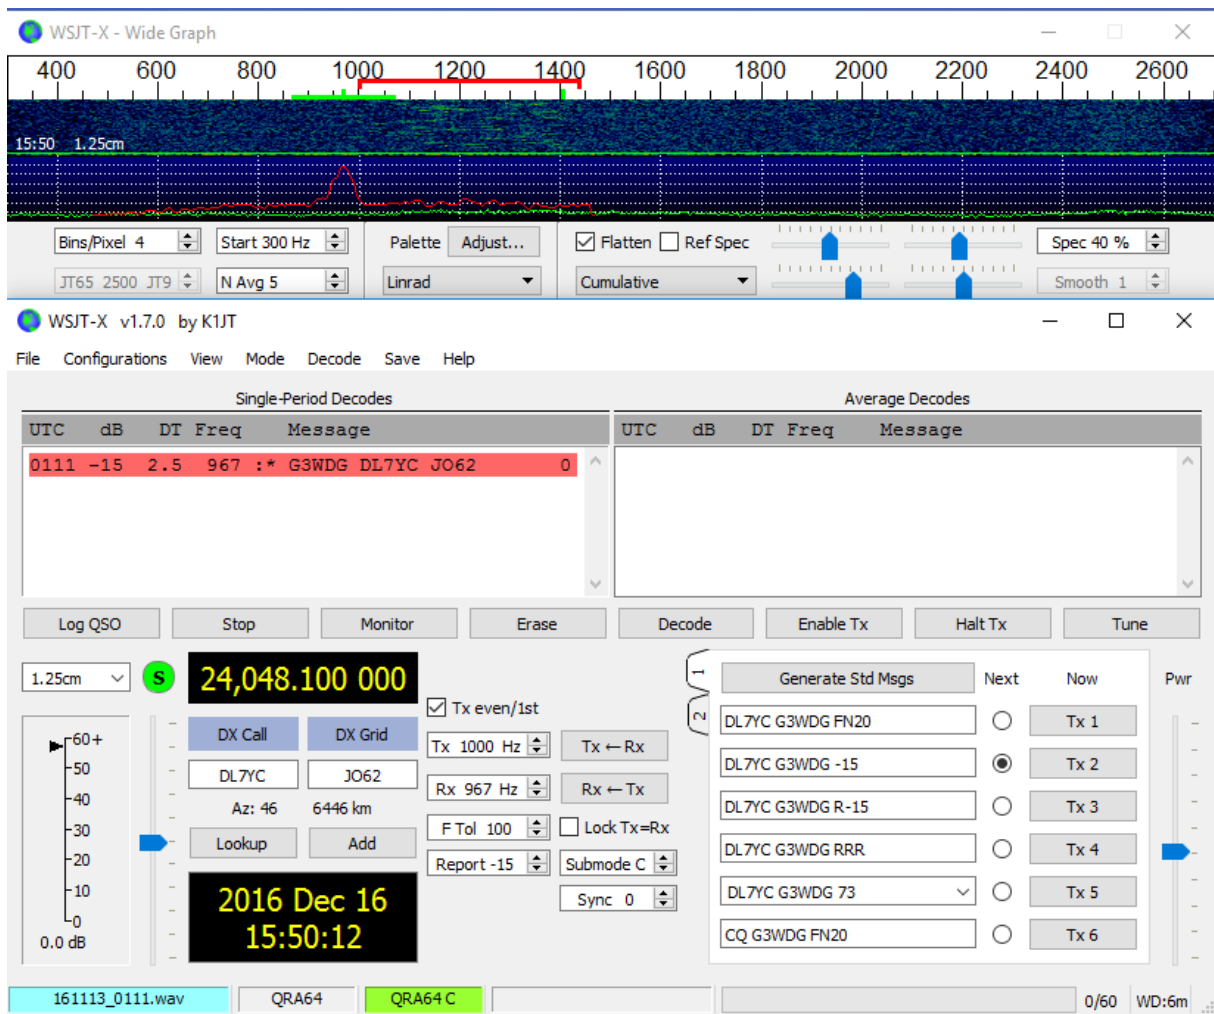 WSJT-X - Wide Graph
400 600 800 1000 1200 1400 1600 1800 2000 2200 2400 2600
15:50 1.25cm
Bins/Pixel 4 Start 300 Hz Palette Adjust... Flatten Ref Spec Spec 40 %
JT65 2500 JT9 N Avg 5 Linrad Cumulative Smooth 1
WSJT-X v1.7.0 by K1JT
File Configurations View Mode Decode Save Help
Single-Period Decodes Average Decodes
UTC dB DT Freq Message UTC dB DT Freq Message
0111 -15 2.5 967 :* G3WDG DL7YC JO62 0
Log QSO Stop Monitor Erase Decode Enable Tx Halt Tx Tune
1.25cm S 24,048.100 000 1 Generate Std Msgs Next Now Pwr
Tx even/1st 2 DL7YC G3WDG FN20 Tx 1
60+ DX Call DX Grid Tx 1000 Hz Tx ← Rx
50 DL7YC JO62 DL7YC G3WDG -15 Tx 2
40 Az: 46 6446 km Rx 967 Hz Rx ← Tx DL7YC G3WDG R-15 Tx 3
30 Lookup Add F Tol 100 Lock Tx=Rx
20 Report -15 Submode C DL7YC G3WDG RRR Tx 4
10 2016 Dec 16 Sync 0 DL7YC G3WDG 73 Tx 5
0 15:50:12 CQ G3WDG FN20 Tx 6
0.0 dB
161113_0111.wav QRA64 QRA64 C 0/60 WD:6m